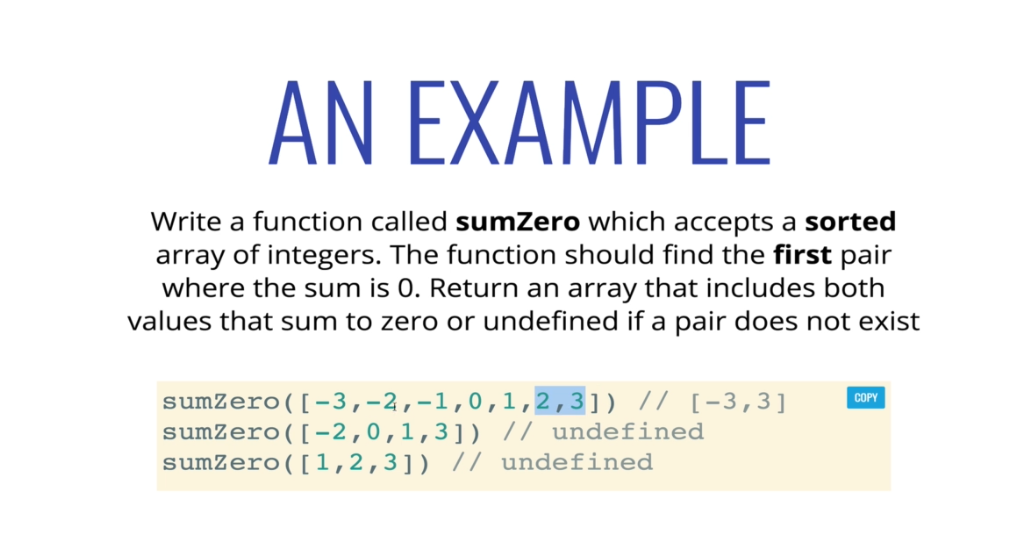 AN EXAMPLE
Write a function called sumZero which accepts a sorted
array of integers. The function should find the first pair
where the sum is 0. Return an array that includes both
values that sum to zero or undefined if a pair does not exist
sumZero([-3,-2,-1,0,1,2,3]) // [-3,3]
COPY
sumZero([-2,0,1,3]) // undefined
sumZero([1,2,3]) // undefined